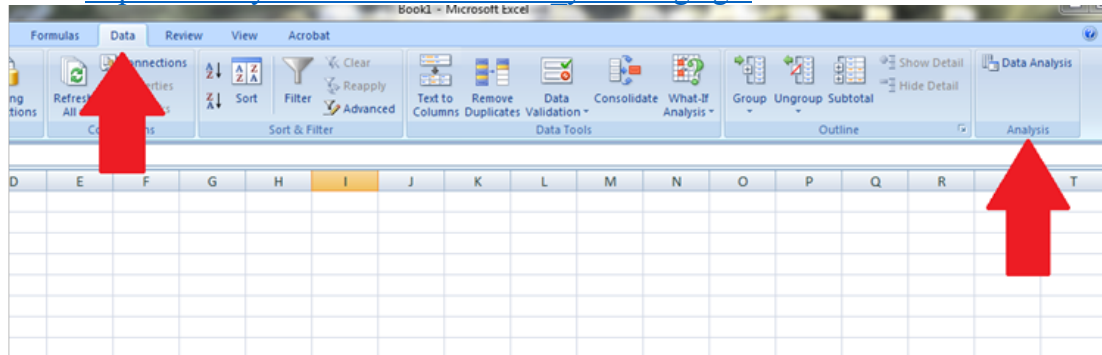 Book1 - Microsoft Excel
Formulas Data Review View Acrobat
Connections
Clear
Show Detail
Data Analysis
Reapply
Hide Detail
Sort Filter Advanced
Text to Columns Remove Duplicates Data Validation Consolidate What-If Analysis Group Ungroup Subtotal
All
Sort & Filter Data Tools Outline Analysis
E F G H I J K L M N O P Q R T